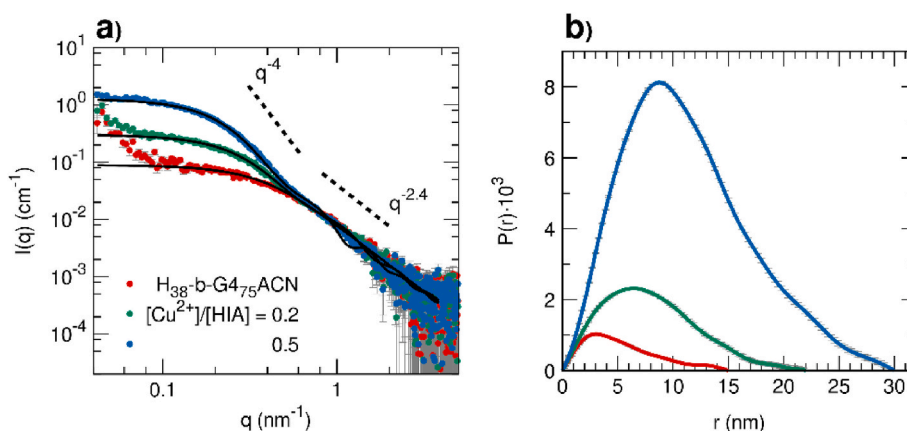 a)
I(q) (cm⁻¹)
10¹
10⁰
10⁻¹
10⁻²
10⁻³
10⁻⁴
q⁻⁴
q⁻²·⁴
H₃₈-b-G4₇₅ACN
[Cu²⁺]/[HIA] = 0.2
0.5
0.1
1
q (nm⁻¹)
b)
P(r)·10³
8
6
4
2
0
0 5 10 15 20 25 30
r (nm)